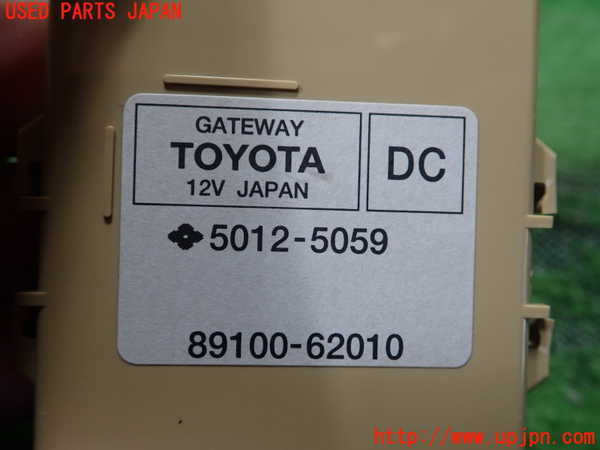 USED PARTS JAPAN
GATEWAY
TOYOTA
12V JAPAN
DC
5012-5059
89100-62010
http://www.upjpn.com